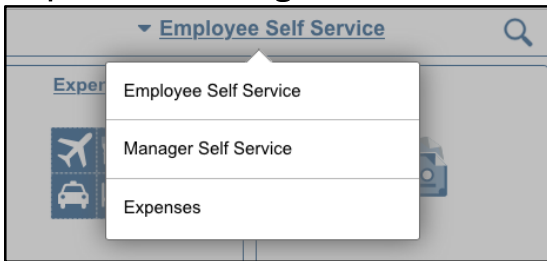 Employee Self Service
Exper
Employee Self Service
Manager Self Service
Expenses